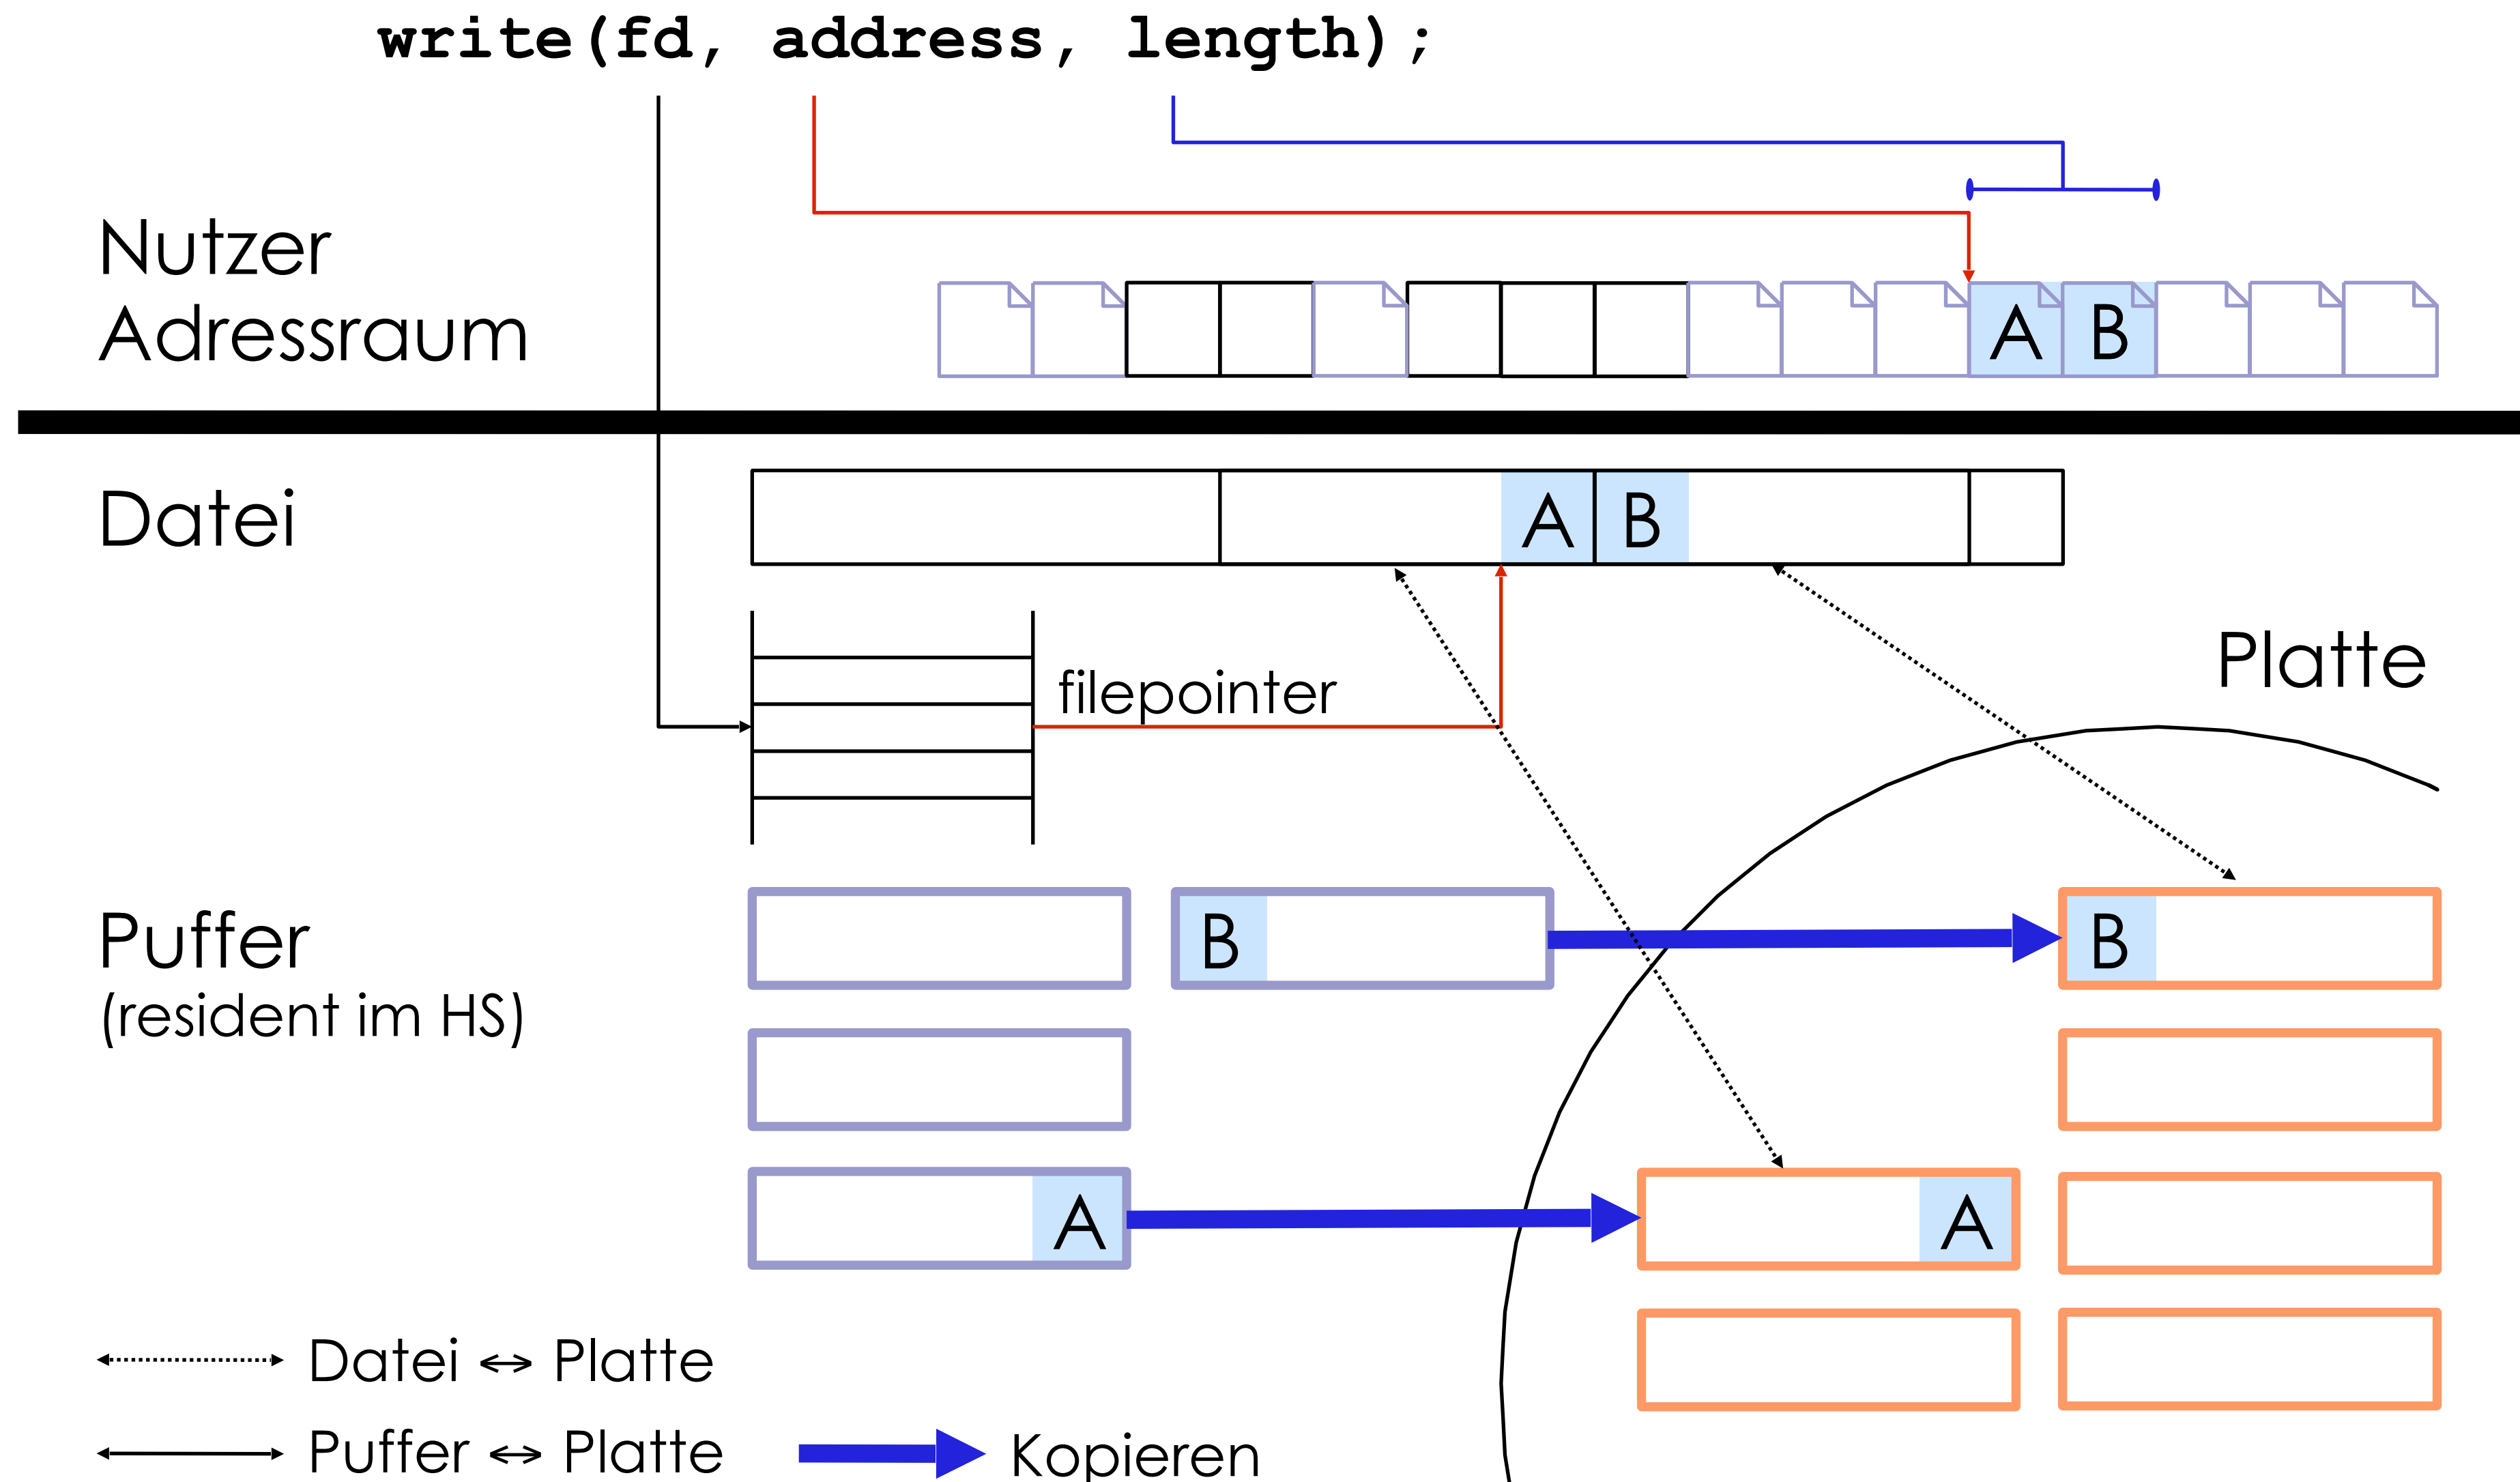 write(fd, address, length);
Nutzer
Adressraum
A B
Datei
A B
Platte
filepointer
Puffer
(resident im HS)
B
B
A
A
Datei <=> Platte
Puffer <=> Platte
Kopieren